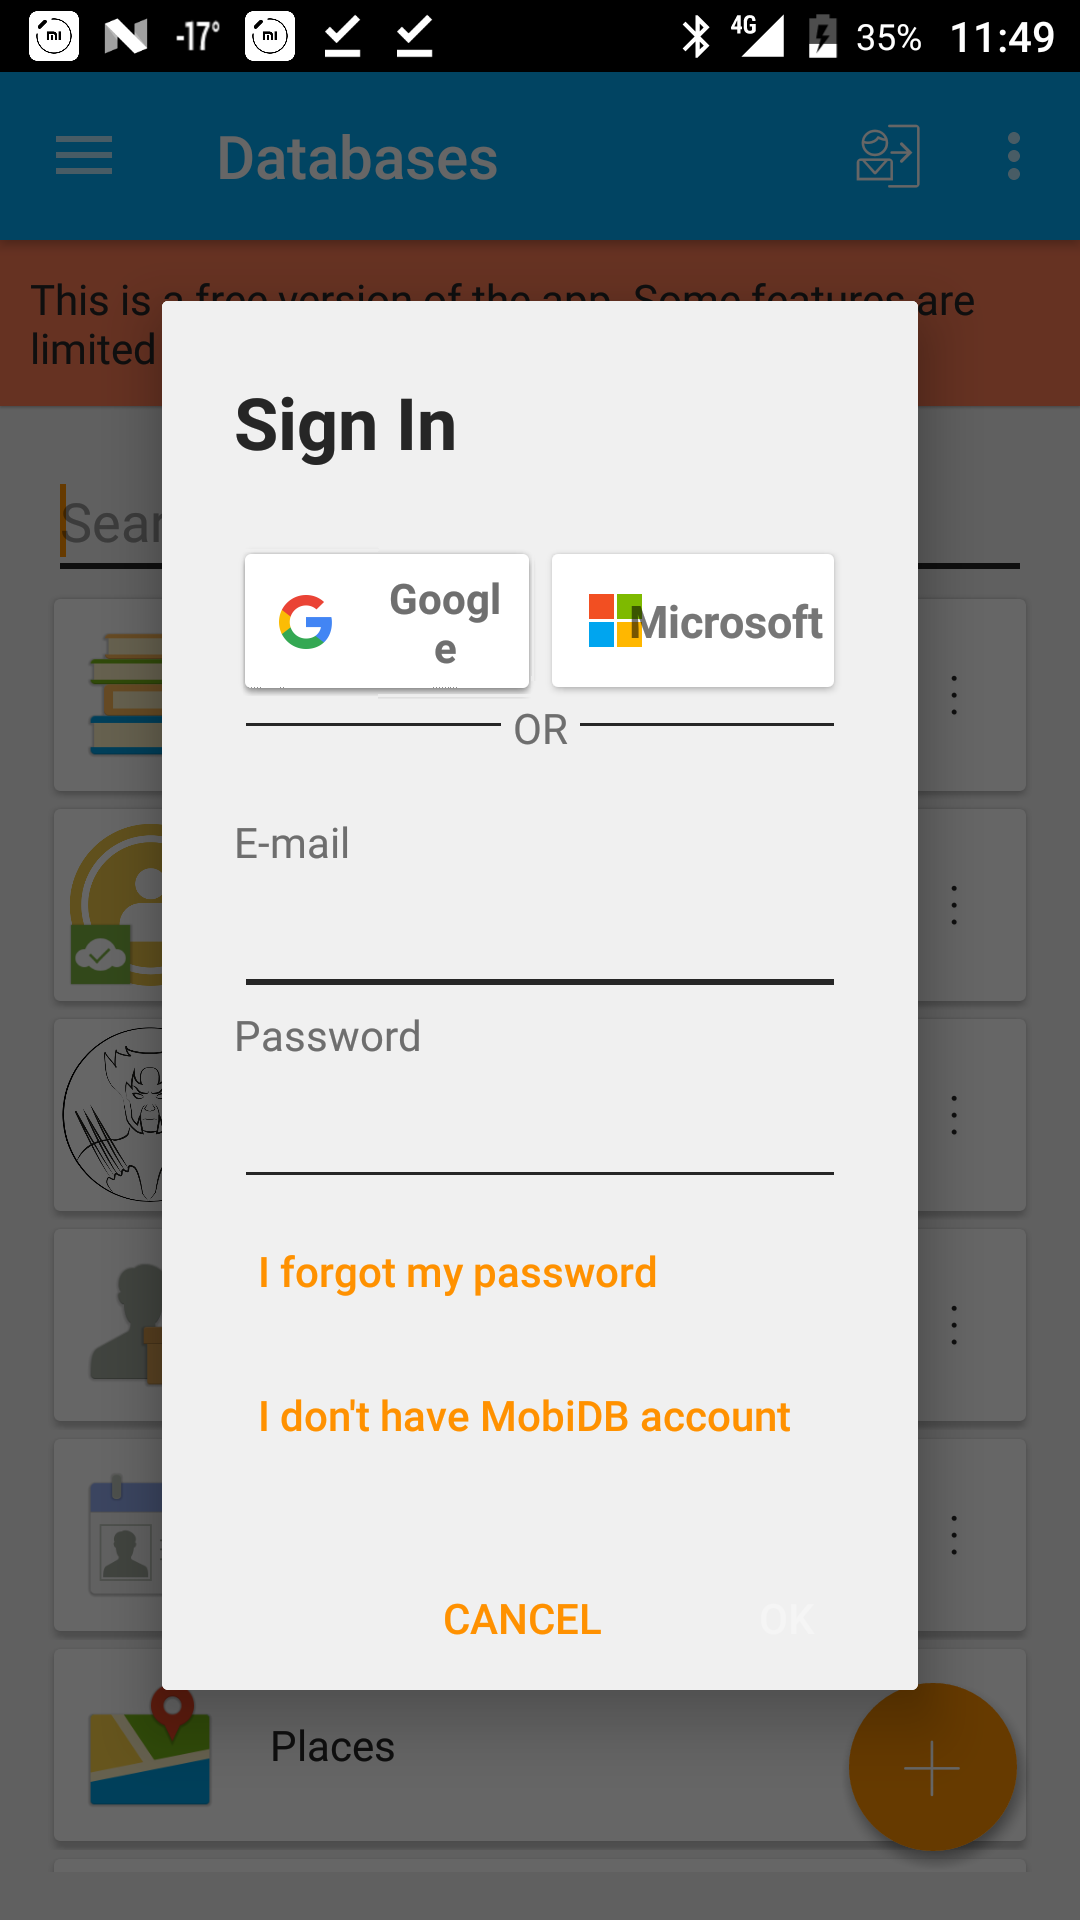 -17°
4G
35%
11:49
Databases
This is a free version of the app. Some features are
limited
Sign In
Googl
e
Microsoft
OR
E-mail
Password
I forgot my password
I don't have MobiDB account
CANCEL
OK
Places